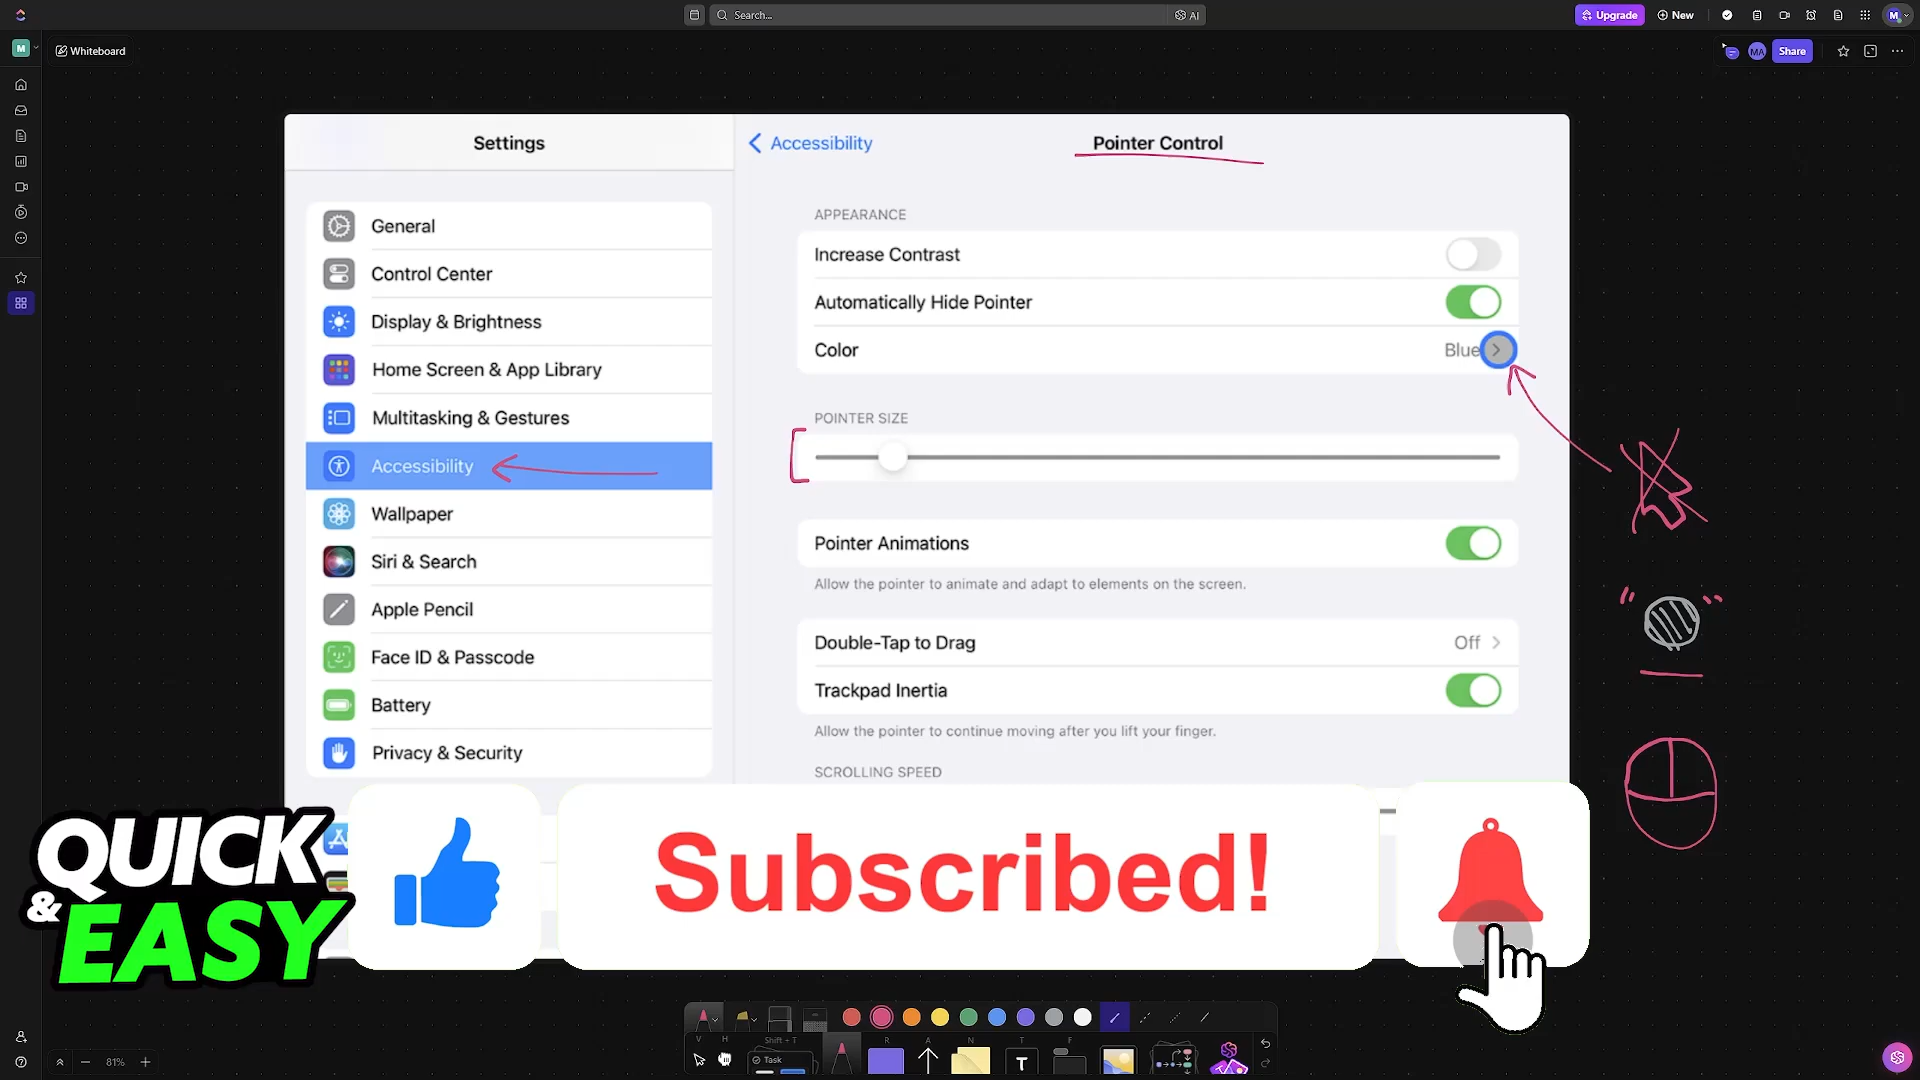 Search...
AI
Upgrade
New
M
M
Whiteboard
MA
Share
Settings
Accessibility
Pointer Control
General
Control Center
Display & Brightness
Home Screen & App Library
Multitasking & Gestures
Accessibility
Wallpaper
Siri & Search
Apple Pencil
Face ID & Passcode
Battery
Privacy & Security
APPEARANCE
Increase Contrast
Automatically Hide Pointer
Color
Blue
POINTER SIZE
Pointer Animations
Allow the pointer to animate and adapt to elements on the screen.
Double-Tap to Drag
Off
Trackpad Inertia
Allow the pointer to continue moving after you lift your finger.
SCROLLING SPEED
QUICK
& EASY
Subscribed!
V
H
Shift + T
R
A
N
T
F
Task
T
81%